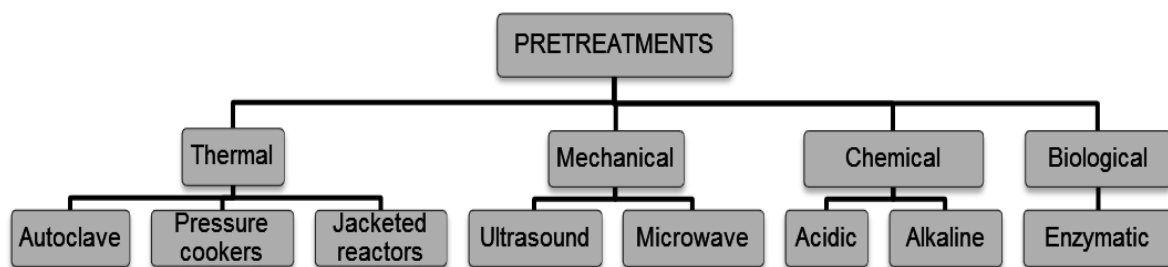 PRETREATMENTS
Thermal
Mechanical
Chemical
Biological
Autoclave
Pressure
cookers
Jacketed
reactors
Ultrasound
Microwave
Acidic
Alkaline
Enzymatic